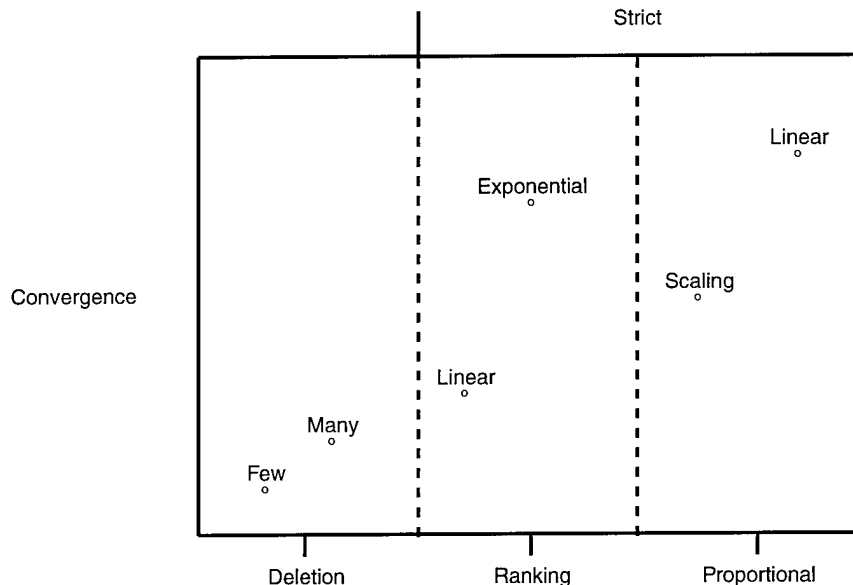 Strict
Linear
Exponential
Scaling
Convergence
Linear
Many
Few
Deletion Ranking Proportional